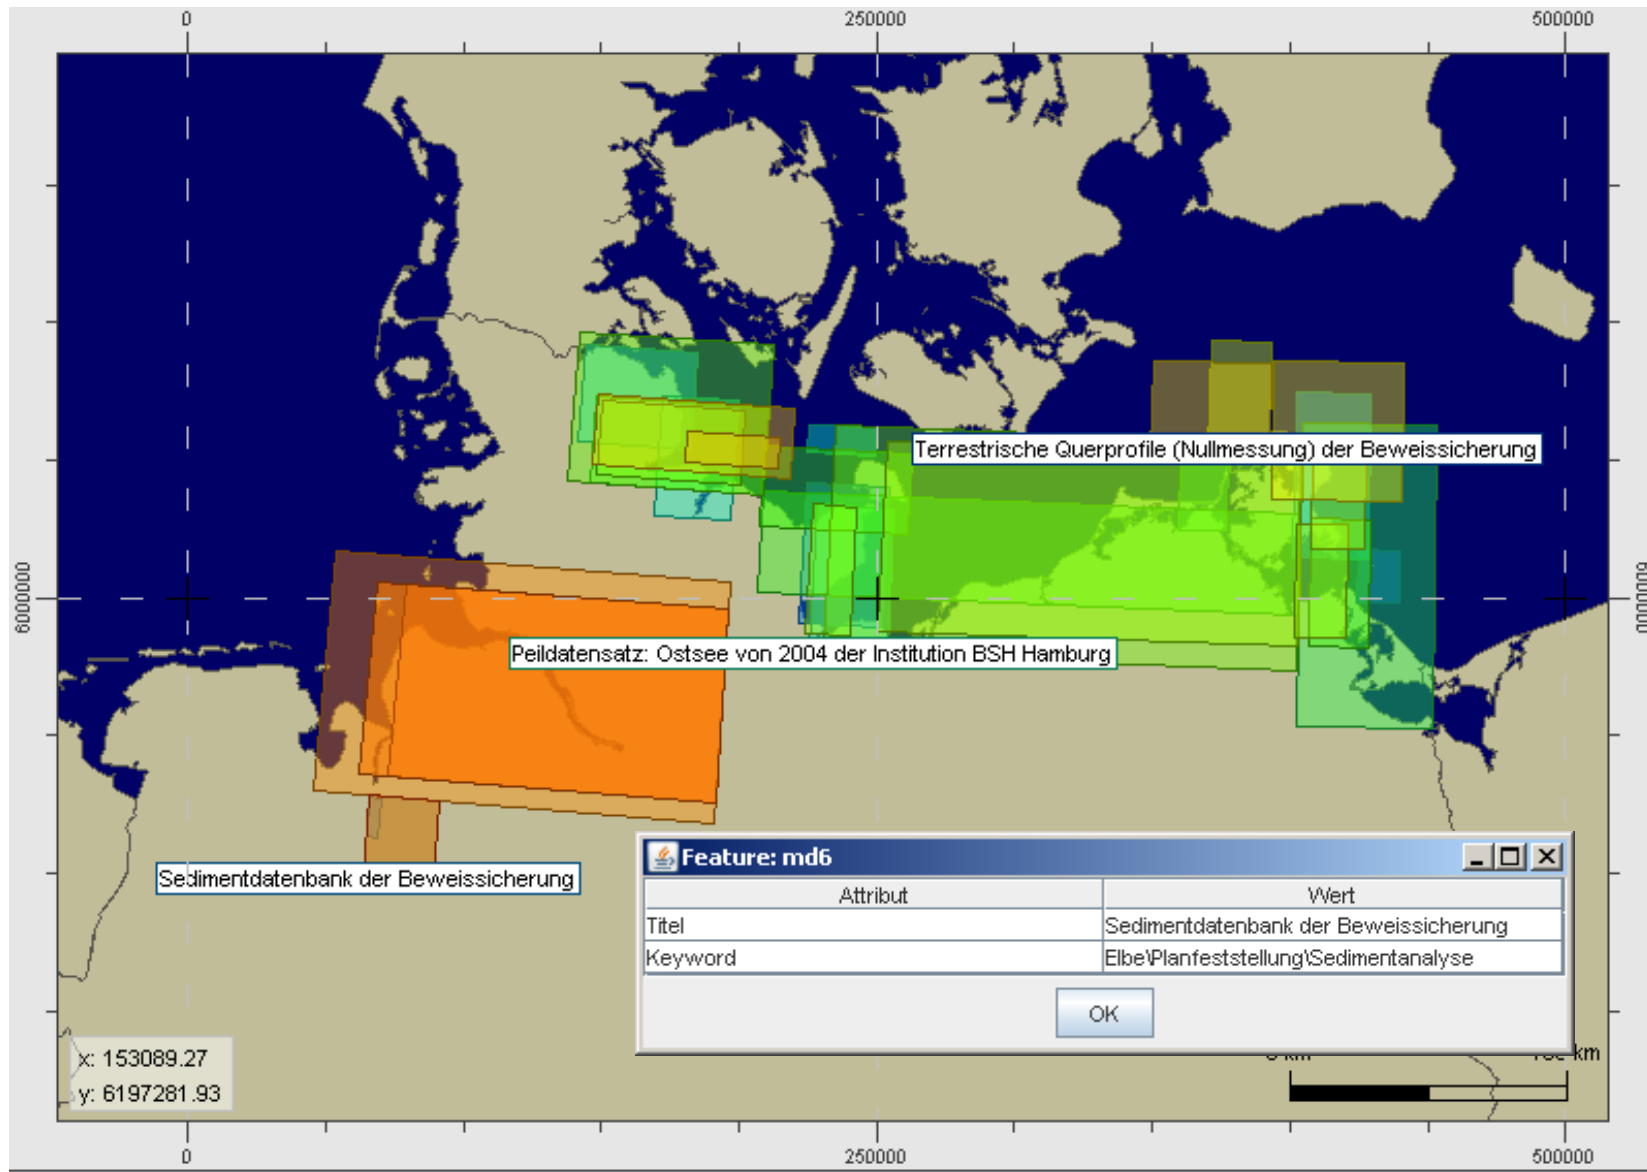 0 250000 500000
Terrestrische Querprofile (Nullmessung) der Beweissicherung
6000000 6000000
Peildatensatz: Ostsee von 2004 der Institution BSH Hamburg
Feature: md6
Sedimentdatenbank der Beweissicherung
Attribut Wert
Titel Sedimentdatenbank der Beweissicherung
Keyword Elbe\Planfeststellung\Sedimentanalyse
OK
x: 153089.27
km km
y: 6197281.93
0 250000 500000